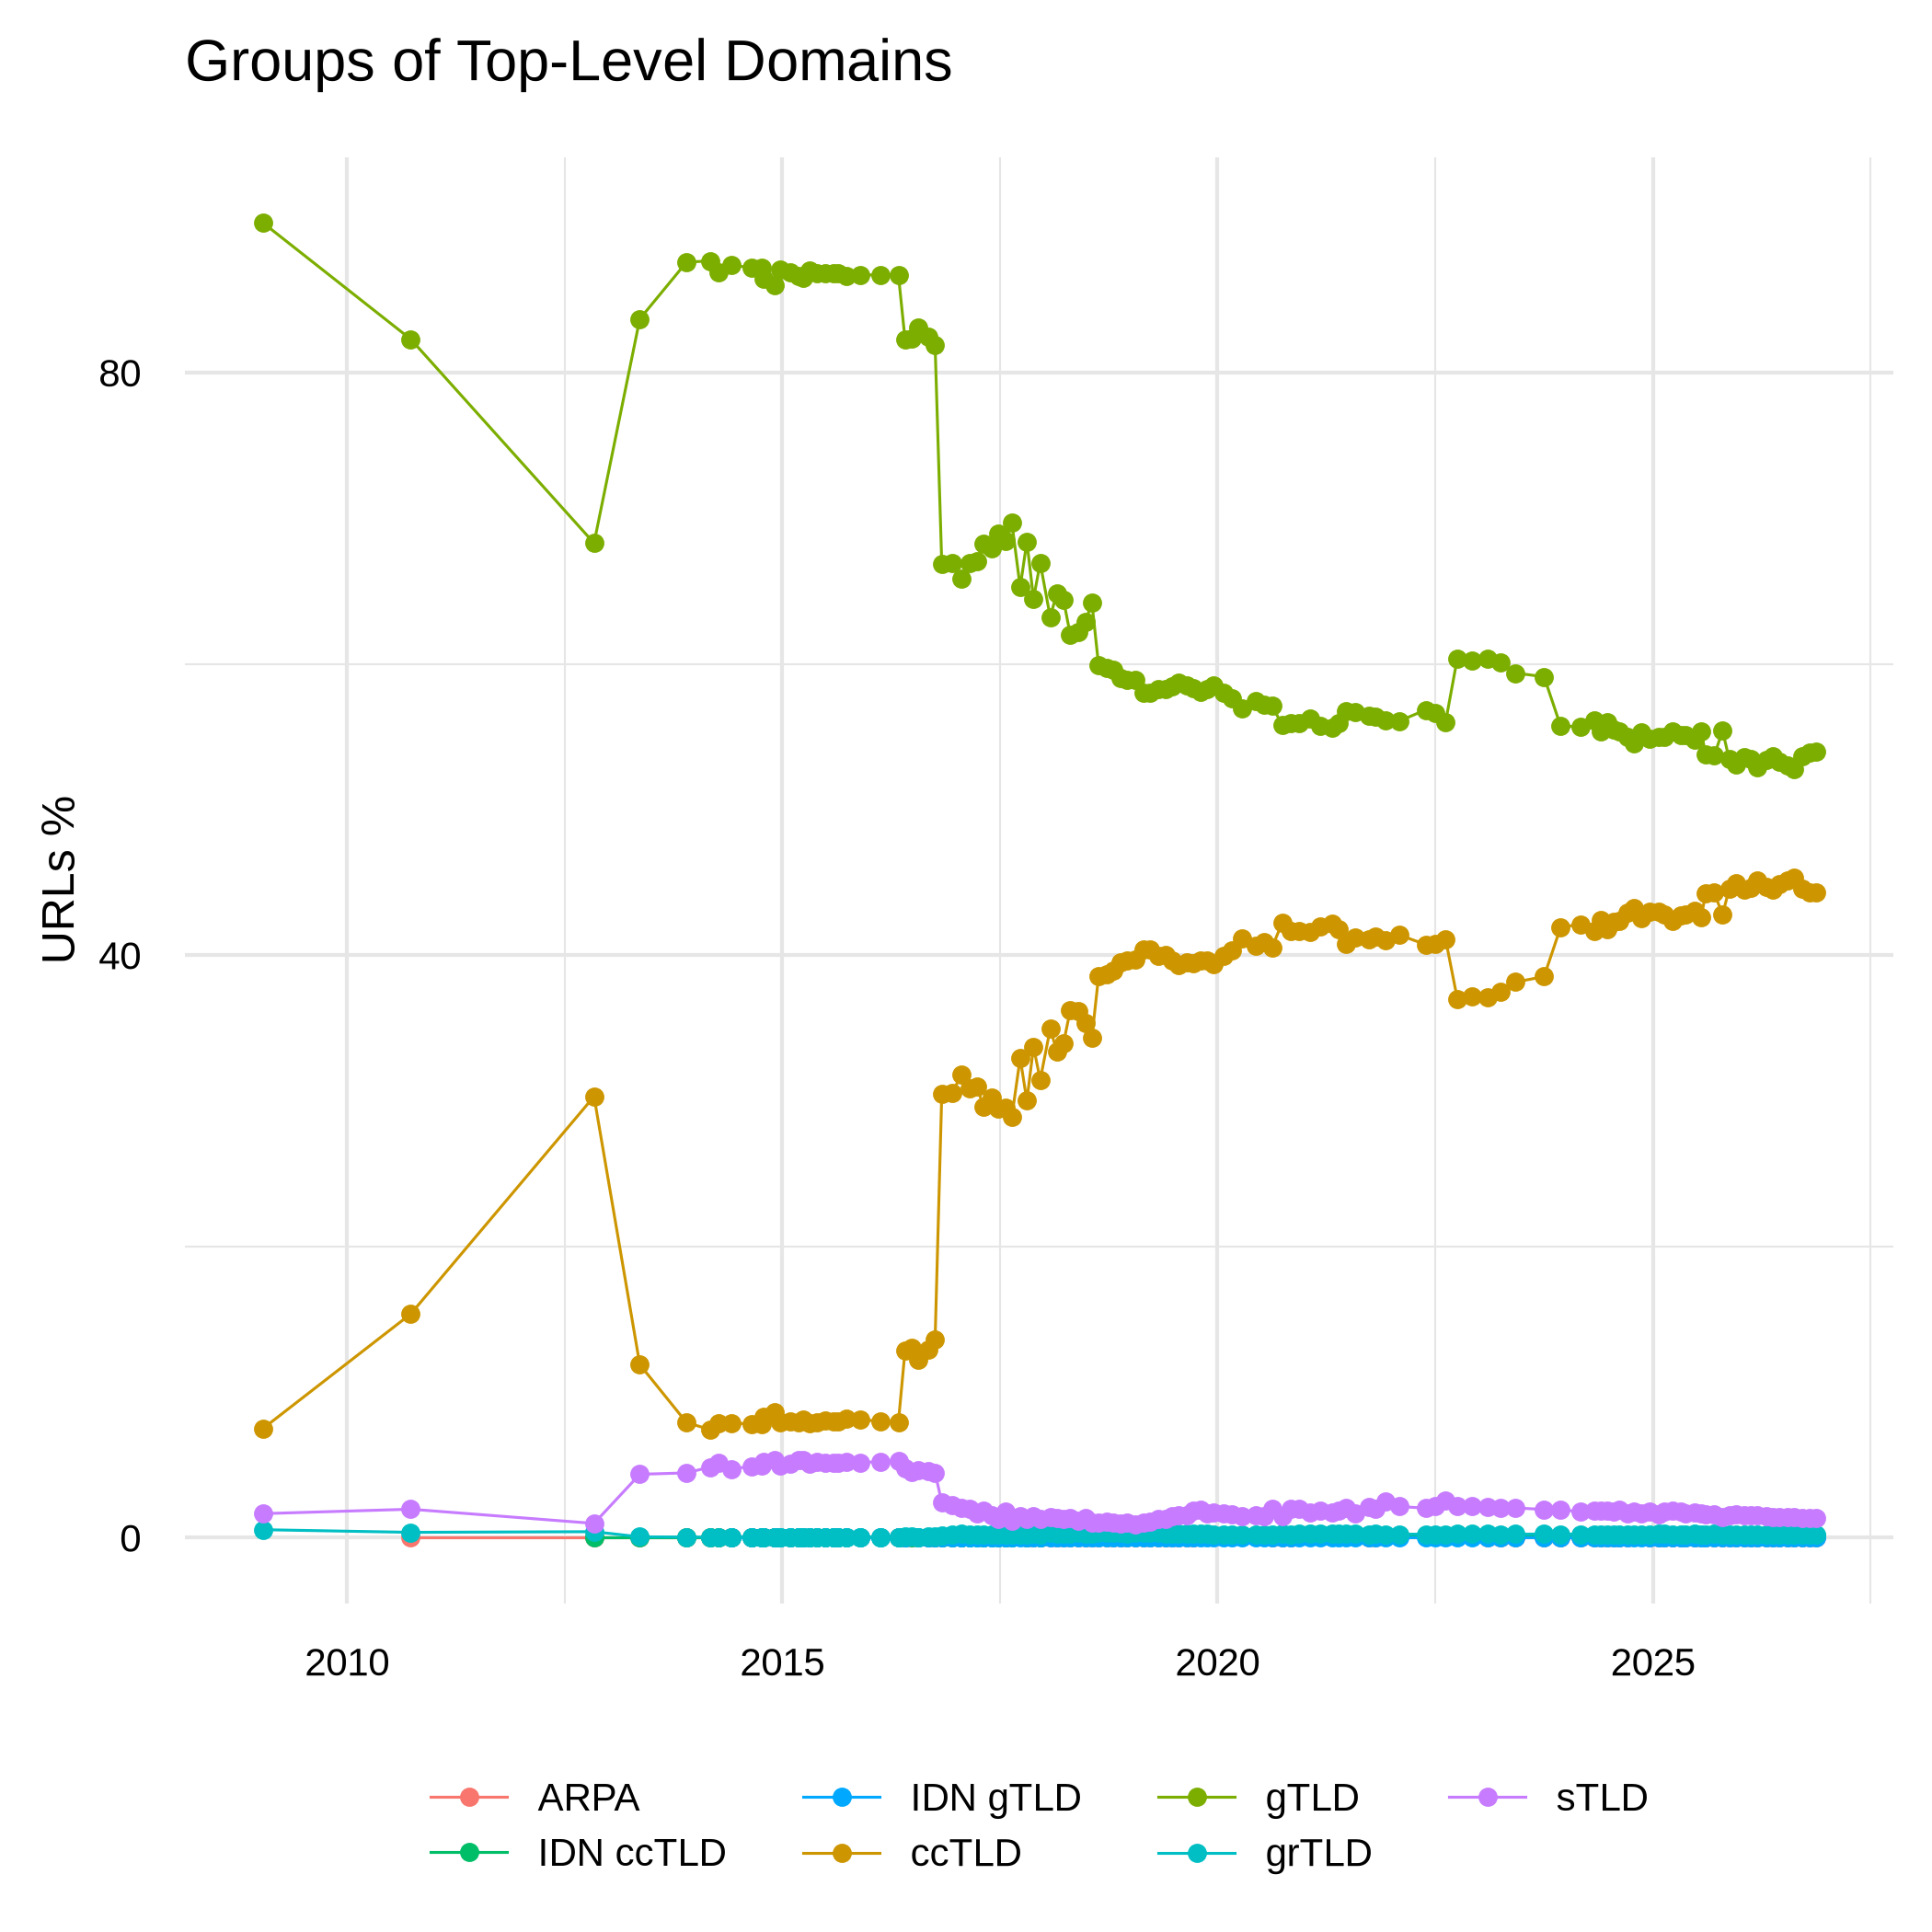 Groups of Top-Level Domains
URLs %
80
40
0
2010 2015 2020 2025
ARPA IDN gTLD gTLD sTLD
IDN ccTLD ccTLD grTLD